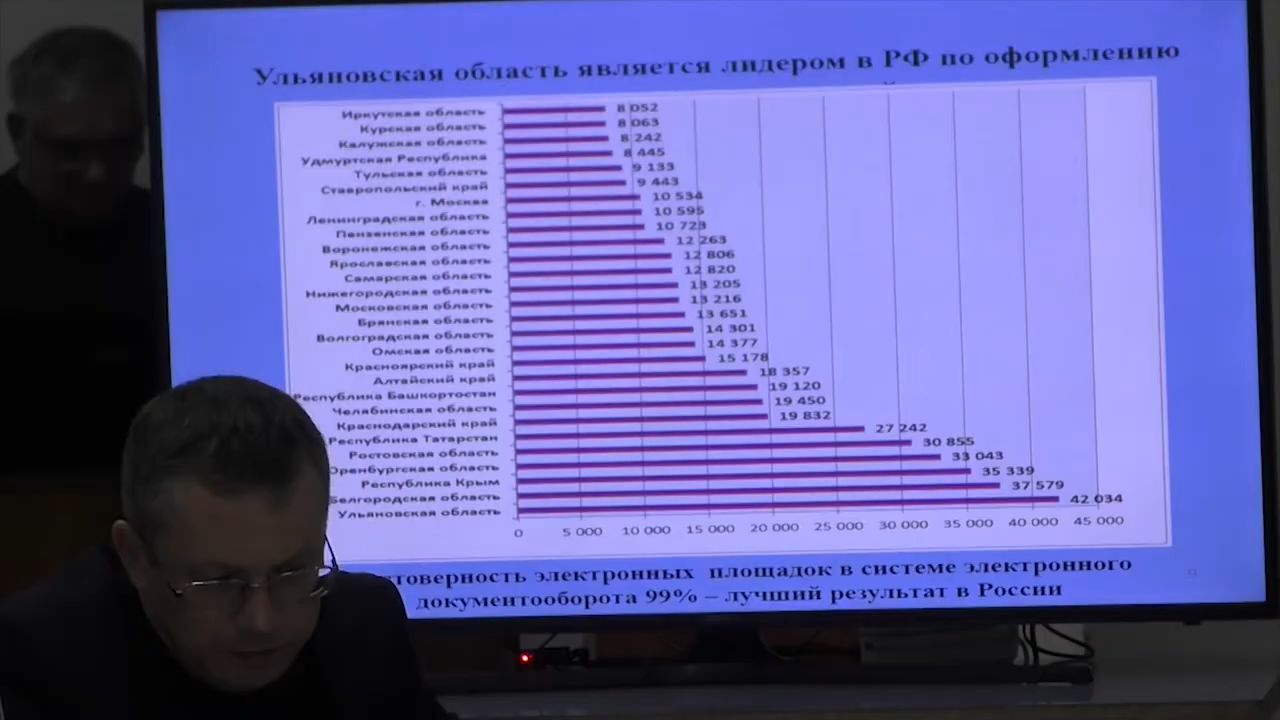 Ульяновская область является лидером в РФ по оформлению
Иркутская область 8 052
Курская область 8 063
Калужская область 8 242
Удмуртская Республика 8 445
Тульская область 9 133
Ставропольский край 9 443
г. Москва 10 534
Ленинградская область 10 595
Пензенская область 10 723
Воронежская область 12 263
Ярославская область 12 806
Самарская область 12 820
Нижегородская область 13 205
Московская область 13 216
Брянская область 13 651
Волгоградская область 14 301
Омская область 14 377
Красноярский край 15 178
Алтайский край 18 357
Республика Башкортостан 19 120
Челябинская область 19 450
Краснодарский край 19 832
Республика Татарстан 27 242
Ростовская область 30 855
Оренбургская область 33 043
Республика Крым 35 339
Белгородская область 37 579
Ульяновская область 42 034
0 5 000 10 000 15 000 20 000 25 000 30 000 35 000 40 000 45 000
товерность электронных площадок в системе электронного
документооборота 99% – лучший результат в России